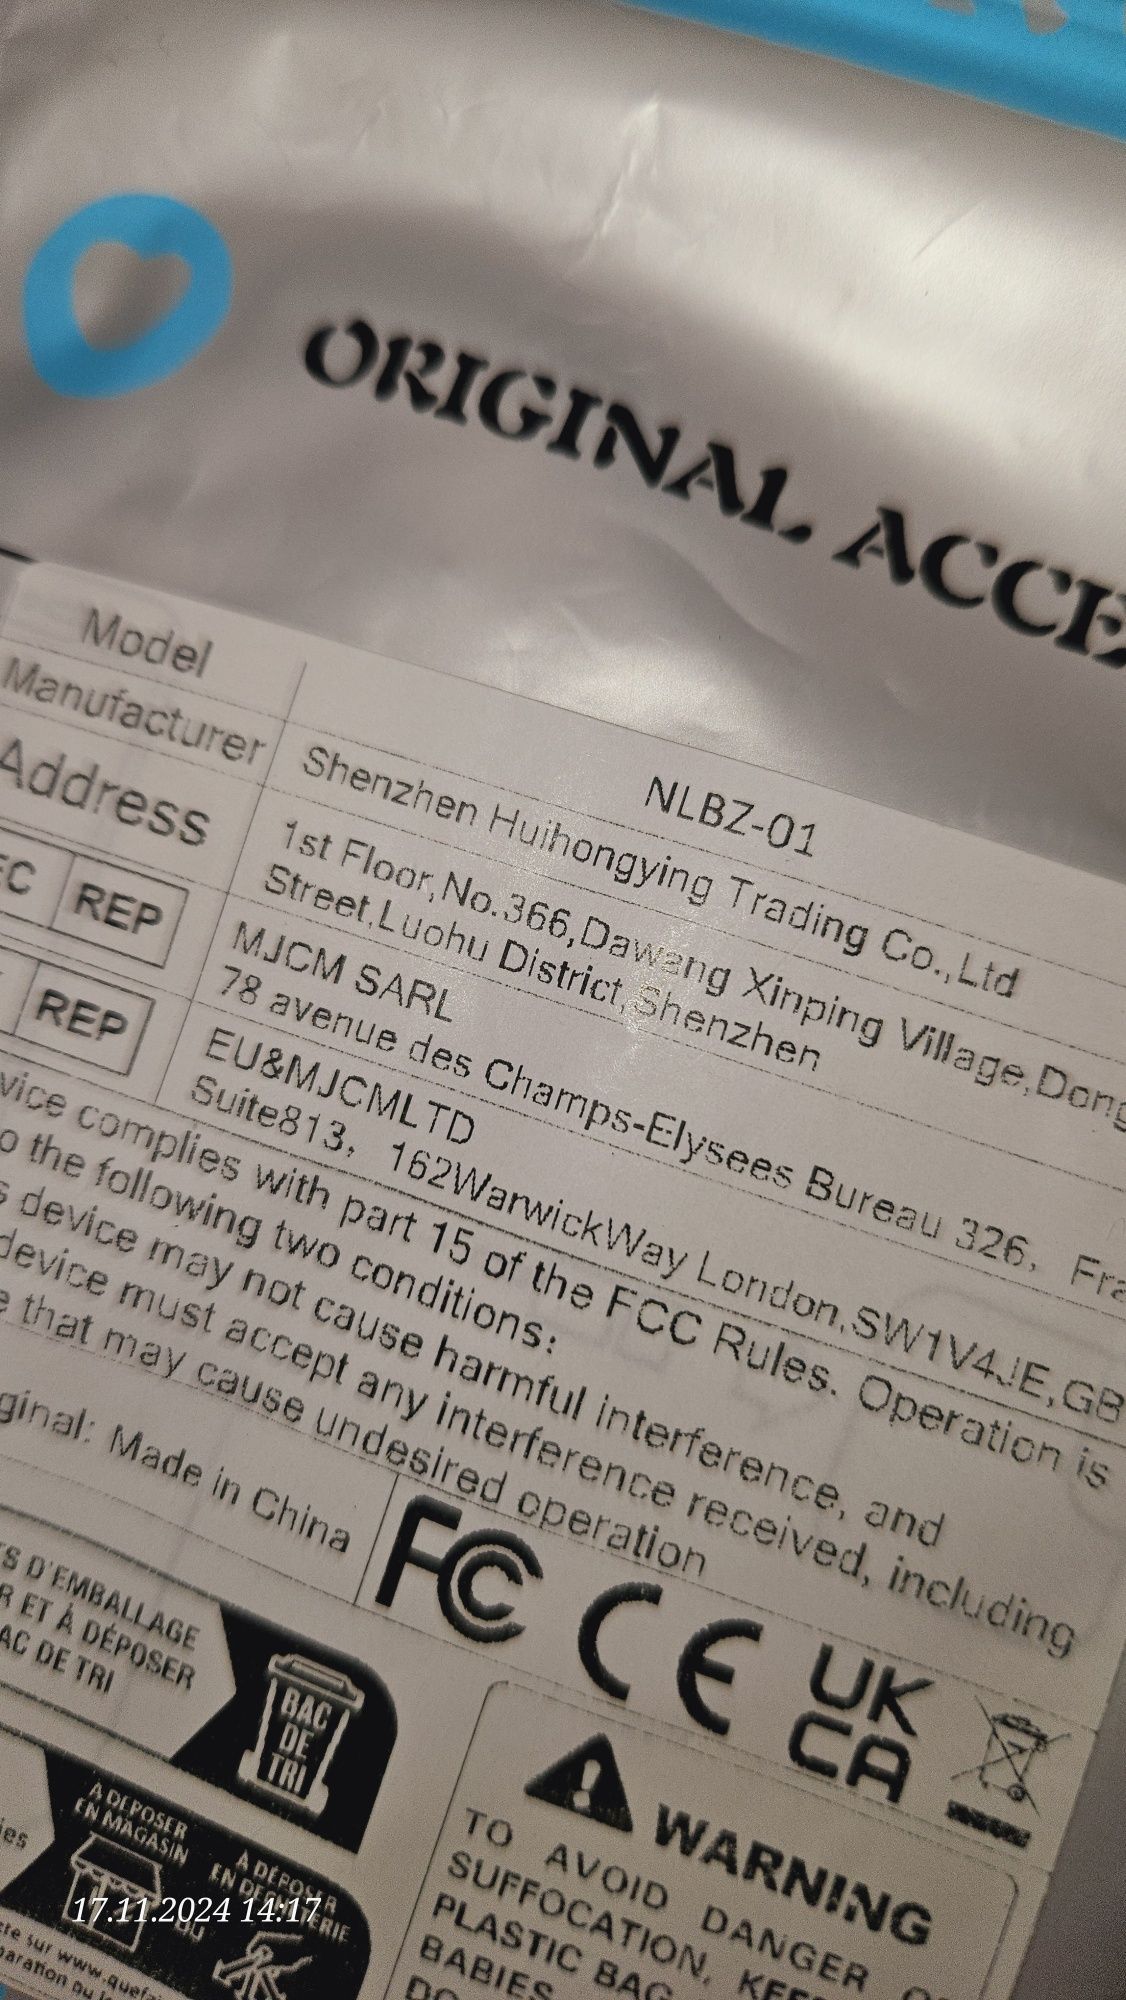 ORIGINAL
Model
NLBZ-01
Manufacturer
Shenzhen Huihongying Trading Co.,Ltd
Address
1st Floor,No.366,Dawang Xinping Village,Dong
Street,Luohu District,Shenzhen
EC REP
MJCM SARL
78 avenue des Champs-Elysees Bureau 326, Fra
REP
EU&MJCMLTD
Suite813, 162WarwickWay London,SW1V4JE,GB
vice complies with part 15 of the FCC Rules. Operation is
o the following two conditions:
s device may not cause harmful interference, and
device must accept any interference received, including
e that may cause undesired operation
ginal: Made in China
FC CE UK
CA
TS D'EMBALLAGE
R ET À DÉPOSER
AC DE TRI
BAC
DE
TRI
À DÉPOSER
EN MAGASIN
À DÉPOSER
WARNING
TO AVOID DANGER
SUFFOCATION,
PLASTIC BAG
BABIES
17.11.2024 14:17